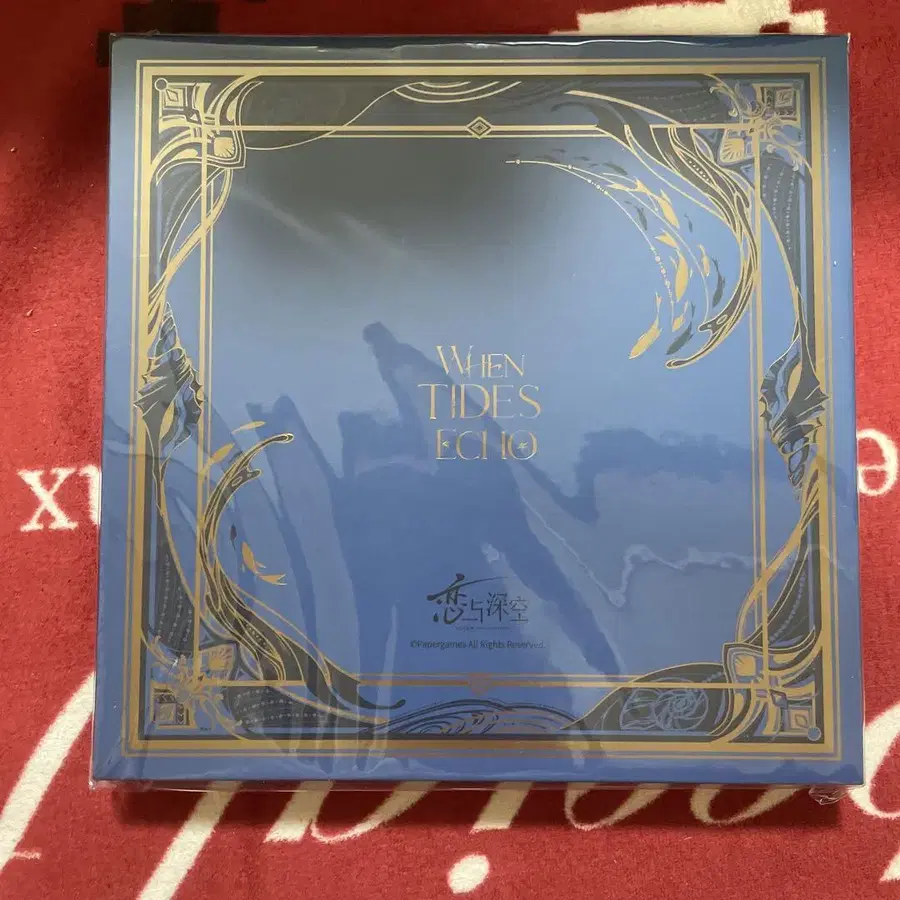 WHEN
TIDES
ECHO
恋与深空
©Papergames All Rights Reserved.